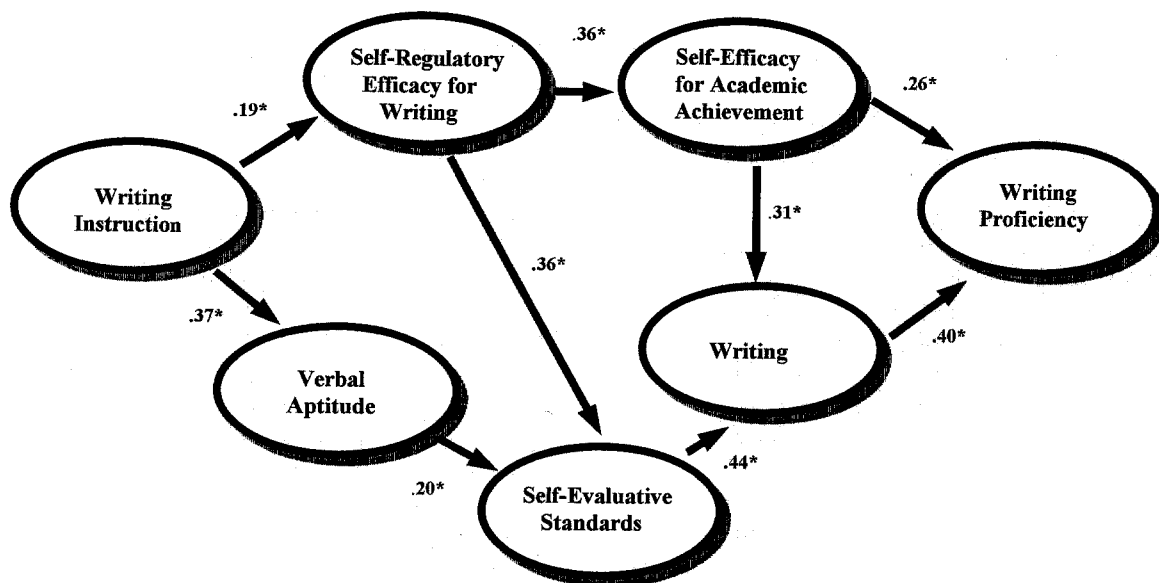 .36*
Self-Regulatory
Efficacy for
Writing
Self-Efficacy
for Academic
Achievement
.26*
.19*
Writing
Instruction
Writing
Proficiency
.31*
.36*
.37*
Writing
.40*
Verbal
Aptitude
.44*
.20*
Self-Evaluative
Standards